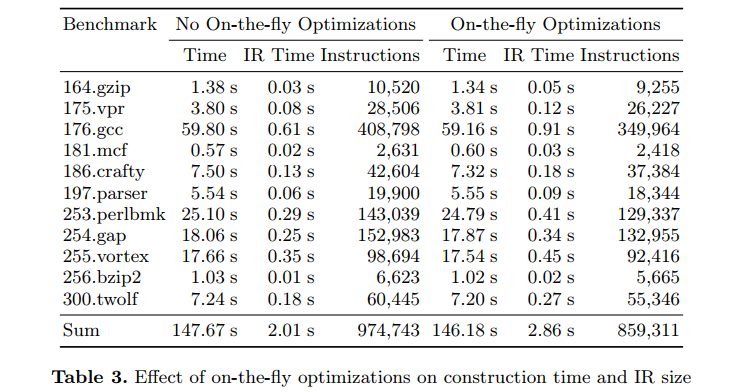 Benchmark No On-the-fly Optimizations On-the-fly Optimizations
Time IR Time Instructions Time IR Time Instructions
164.gzip 1.38 s 0.03 s 10,520 1.34 s 0.05 s 9,255
175.vpr 3.80 s 0.08 s 28,506 3.81 s 0.12 s 26,227
176.gcc 59.80 s 0.61 s 408,798 59.16 s 0.91 s 349,964
181.mcf 0.57 s 0.02 s 2,631 0.60 s 0.03 s 2,418
186.crafty 7.50 s 0.13 s 42,604 7.32 s 0.18 s 37,384
197.parser 5.54 s 0.06 s 19,900 5.55 s 0.09 s 18,344
253.perlbmk 25.10 s 0.29 s 143,039 24.79 s 0.41 s 129,337
254.gap 18.06 s 0.25 s 152,983 17.87 s 0.34 s 132,955
255.vortex 17.66 s 0.35 s 98,694 17.54 s 0.45 s 92,416
256.bzip2 1.03 s 0.01 s 6,623 1.02 s 0.02 s 5,665
300.twolf 7.24 s 0.18 s 60,445 7.20 s 0.27 s 55,346
Sum 147.67 s 2.01 s 974,743 146.18 s 2.86 s 859,311
Table 3. Effect of on-the-fly optimizations on construction time and IR size